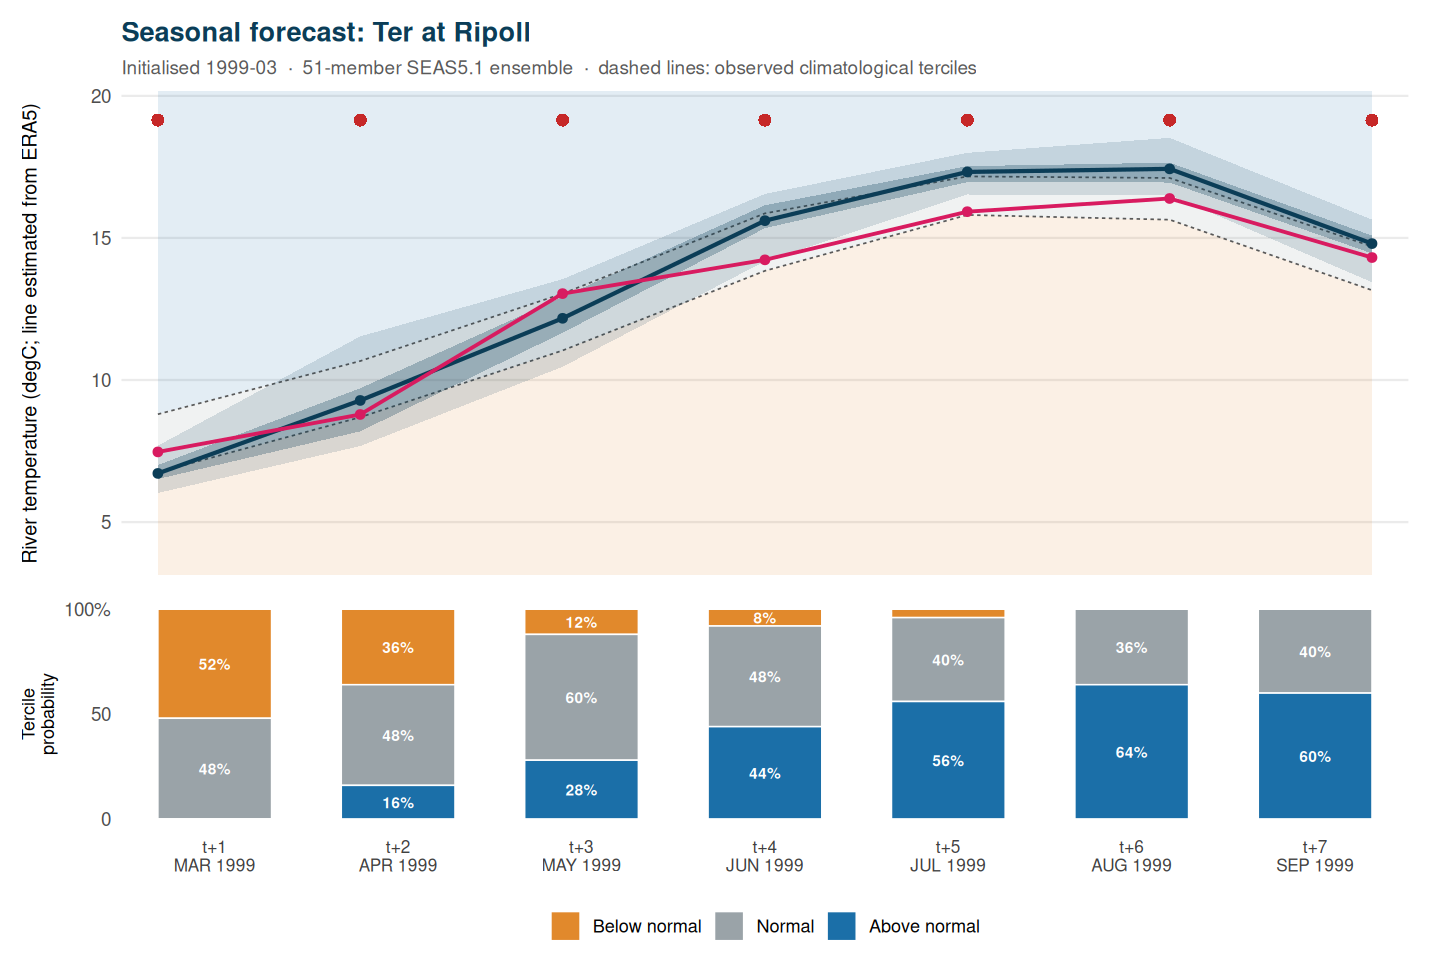 Seasonal forecast: Ter at Ripoll
Initialised 1999-03 · 51-member SEAS5.1 ensemble · dashed lines: observed climatological terciles
River temperature (degC; line estimated from ERA5)
20
15
10
5
Tercile
probability
100%
50
0
52%
48%
36%
48%
16%
12%
60%
28%
8%
48%
44%
40%
56%
36%
64%
40%
60%
t+1
MAR 1999
t+2
APR 1999
t+3
MAY 1999
t+4
JUN 1999
t+5
JUL 1999
t+6
AUG 1999
t+7
SEP 1999
Below normal
Normal
Above normal